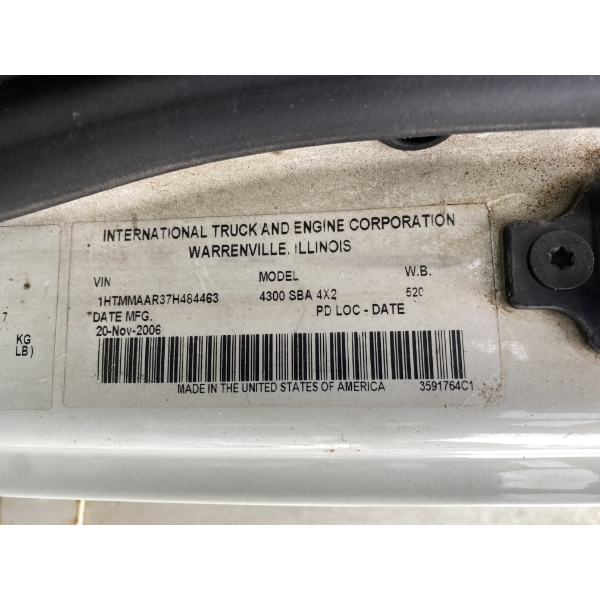 INTERNATIONAL TRUCK AND ENGINE CORPORATION
WARRENVILLE, ILLINOIS
VIN MODEL W.B.
1HTMMAAR37H484463 4300 SBA 4X2 520
DATE MFG. PD LOC - DATE
20-Nov-2006
MADE IN THE UNITED STATES OF AMERICA 3591764C1
7
KG
LB)